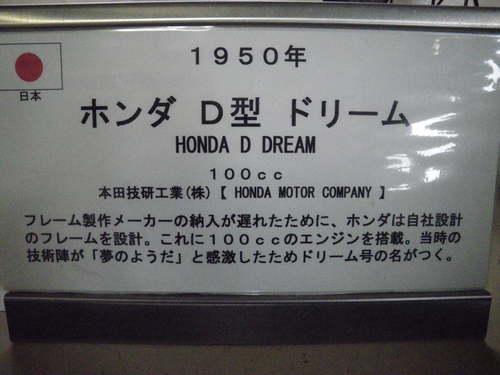 1950年
日本
ホンダ D型 ドリーム
HONDA D DREAM
100cc
本田技研工業(株)【 HONDA MOTOR COMPANY 】
フレーム製作メーカーの納入が遅れたために、ホンダは自社設計
のフレームを設計。これに100ccのエンジンを搭載。当時の
技術陣が「夢のようだ」と感激したためドリーム号の名がつく。